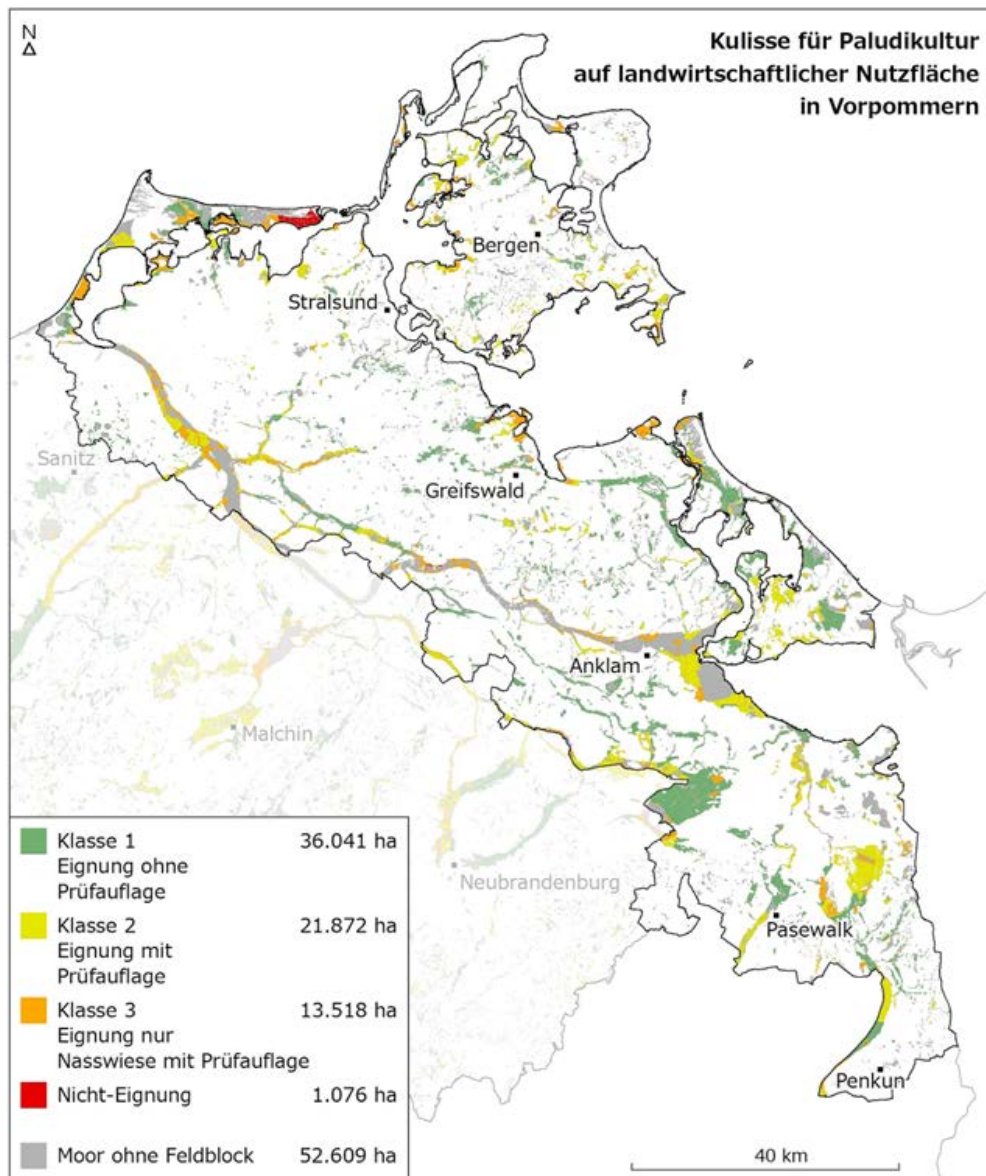 N
Kulisse für Paludikultur
auf landwirtschaftlicher Nutzfläche
in Vorpommern
Bergen
Stralsund
Sanitz
Greifswald
Anklam
Malchin
Neubrandenburg
Pasewalk
Penkun
Klasse 1 36.041 ha
Eignung ohne
Prüfauflage
Klasse 2 21.872 ha
Eignung mit
Prüfauflage
Klasse 3 13.518 ha
Eignung nur
Nasswiese mit Prüfauflage
Nicht-Eignung 1.076 ha
Moor ohne Feldblock 52.609 ha
40 km